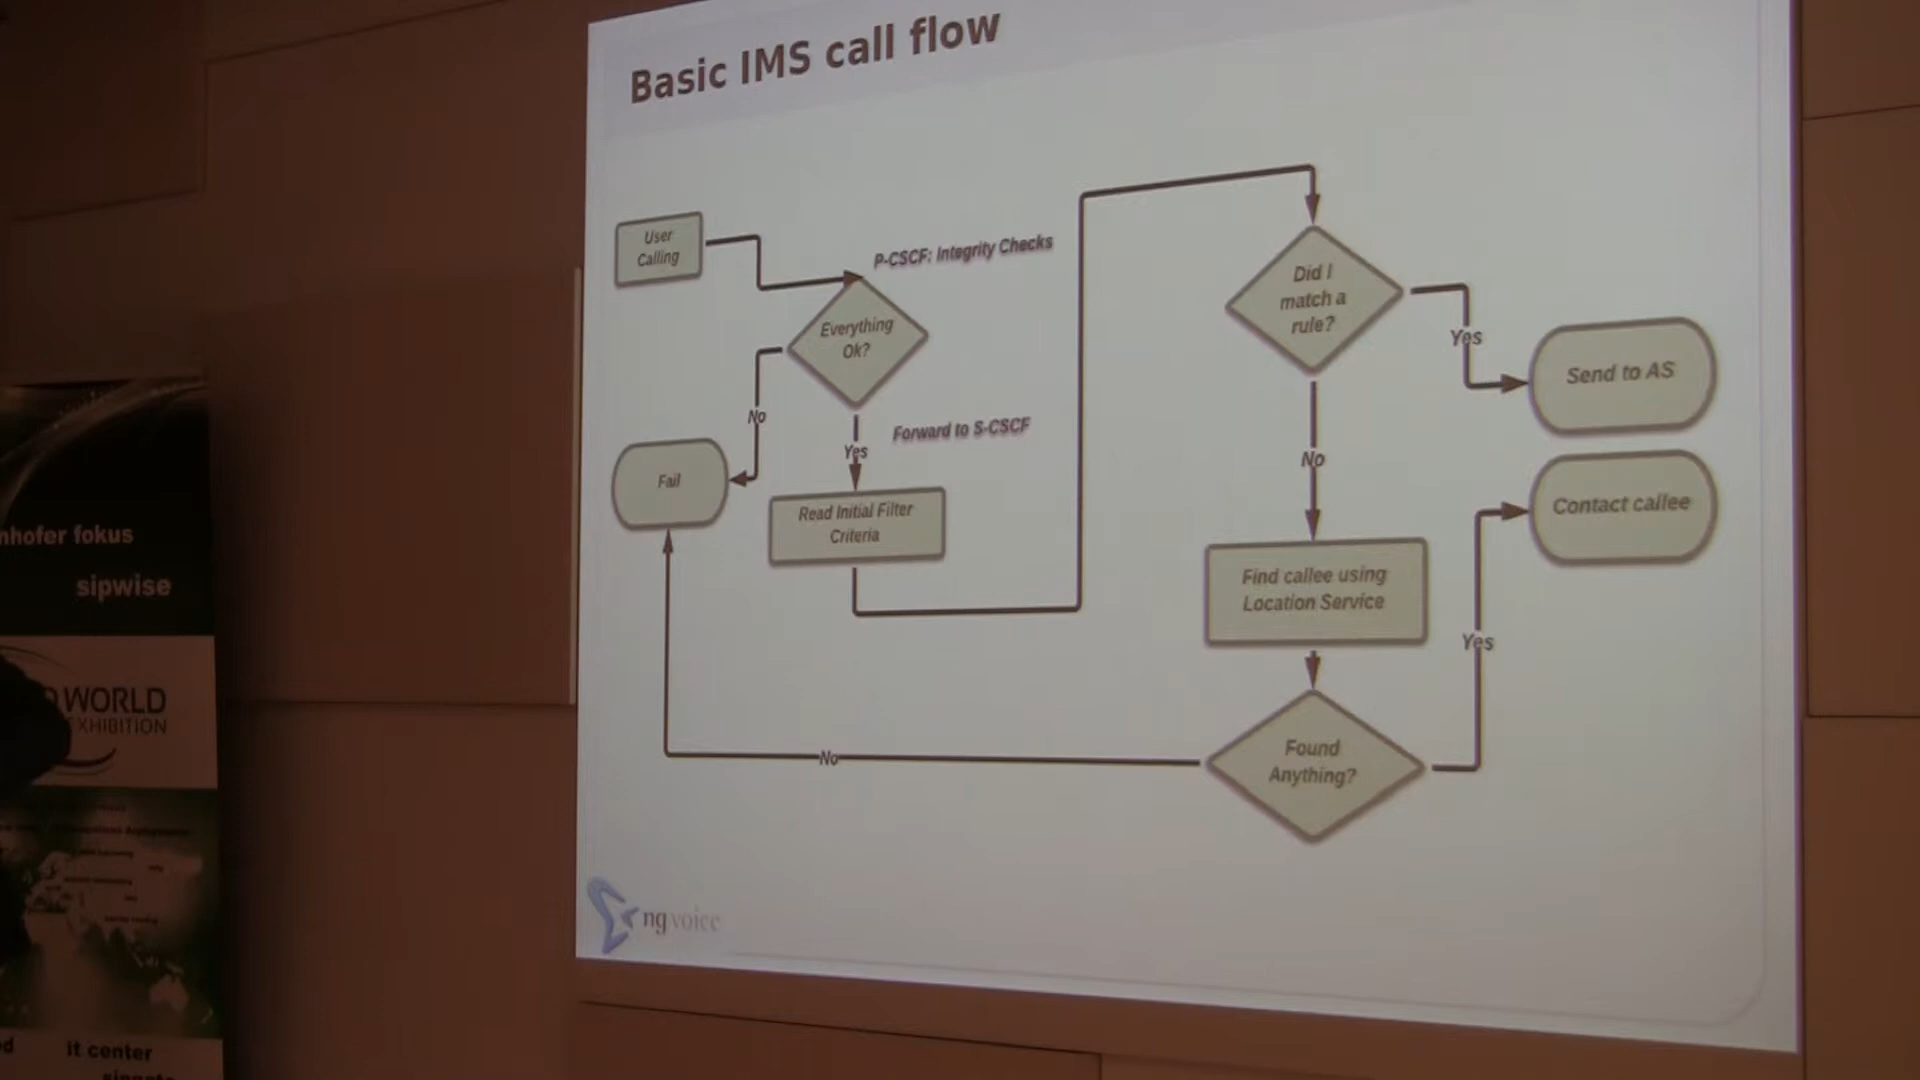 Basic IMS call flow
User
Calling
P-CSCF: Integrity Checks
Everything
Ok?
No
Yes
Forward to S-CSCF
Fail
Read Initial Filter
Criteria
Did I
match a
rule?
Yes
Send to AS
No
Contact callee
Find callee using
Location Service
Yes
Found
Anything?
No
ng voice
nhofer fokus
sipwise
WORLD
XHIBITION
it center